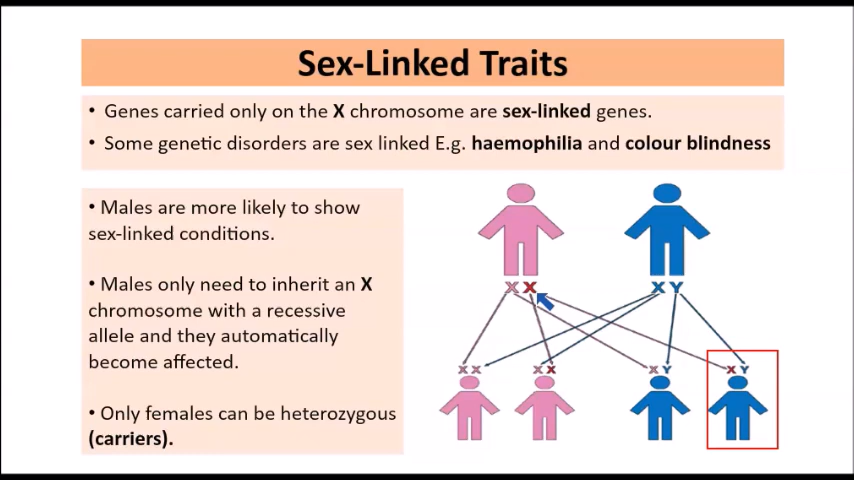 Sex-Linked Traits
• Genes carried only on the X chromosome are sex-linked genes.
• Some genetic disorders are sex linked E.g. haemophilia and colour blindness
• Males are more likely to show
sex-linked conditions.
• Males only need to inherit an X
chromosome with a recessive
allele and they automatically
become affected.
• Only females can be heterozygous
(carriers).
X X X Y
X X X X X Y X Y